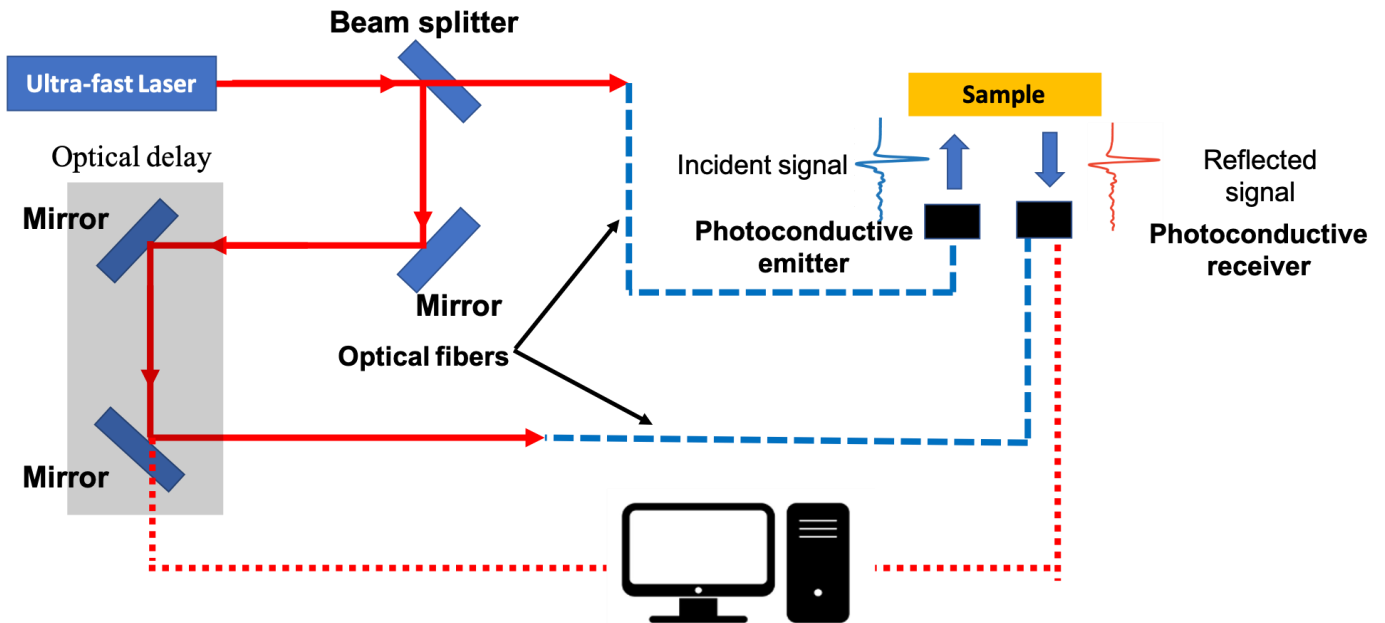 Beam splitter
Ultra-fast Laser
Sample
Optical delay
Incident signal
Reflected
signal
Mirror
Photoconductive
emitter
Photoconductive
receiver
Mirror
Optical fibers
Mirror